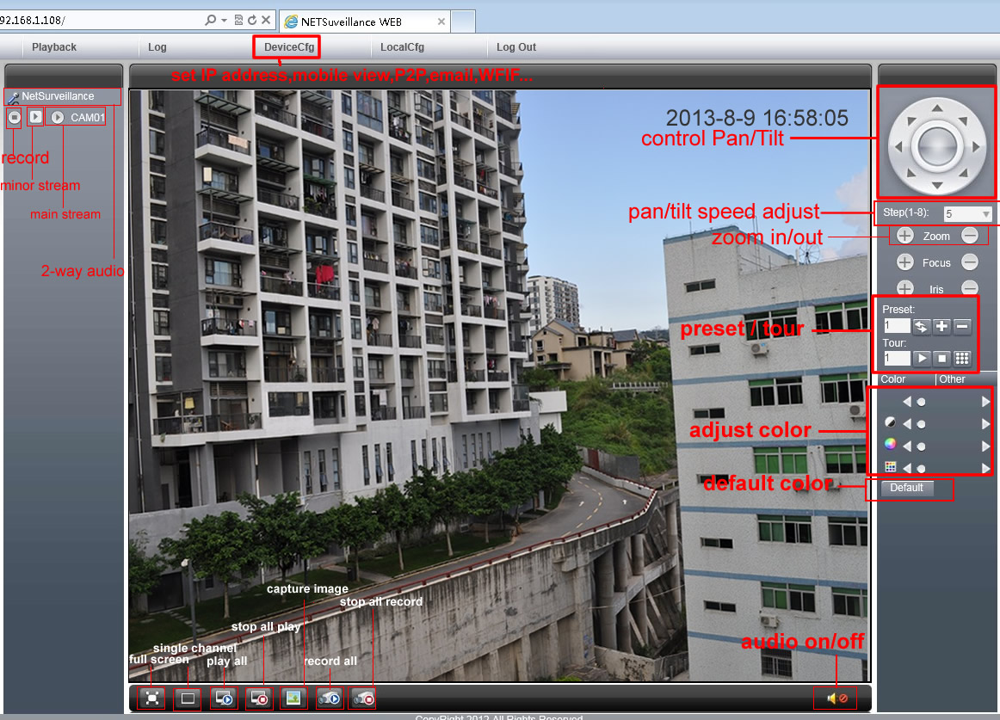 92.168.1.108/
NETSuveillance WEB
Playback
Log
DeviceCfg
LocalCfg
Log Out
set IP address,mobile view,P2P,email,WFIF...
NetSurveillance
CAM01
record
minor stream
main stream
2-way audio
2013-8-9 16:58:05
control Pan/Tilt
pan/tilt speed adjust
Step(1-8): 5
zoom in/out
Zoom
Focus
Iris
preset / tour
Preset:
1
Tour:
1
Color Other
adjust color
default color
Default
capture image
stop all record
stop all play
single channel
full screen
play all
record all
audio on/off
CopyRight 2012 All Rights Reserved